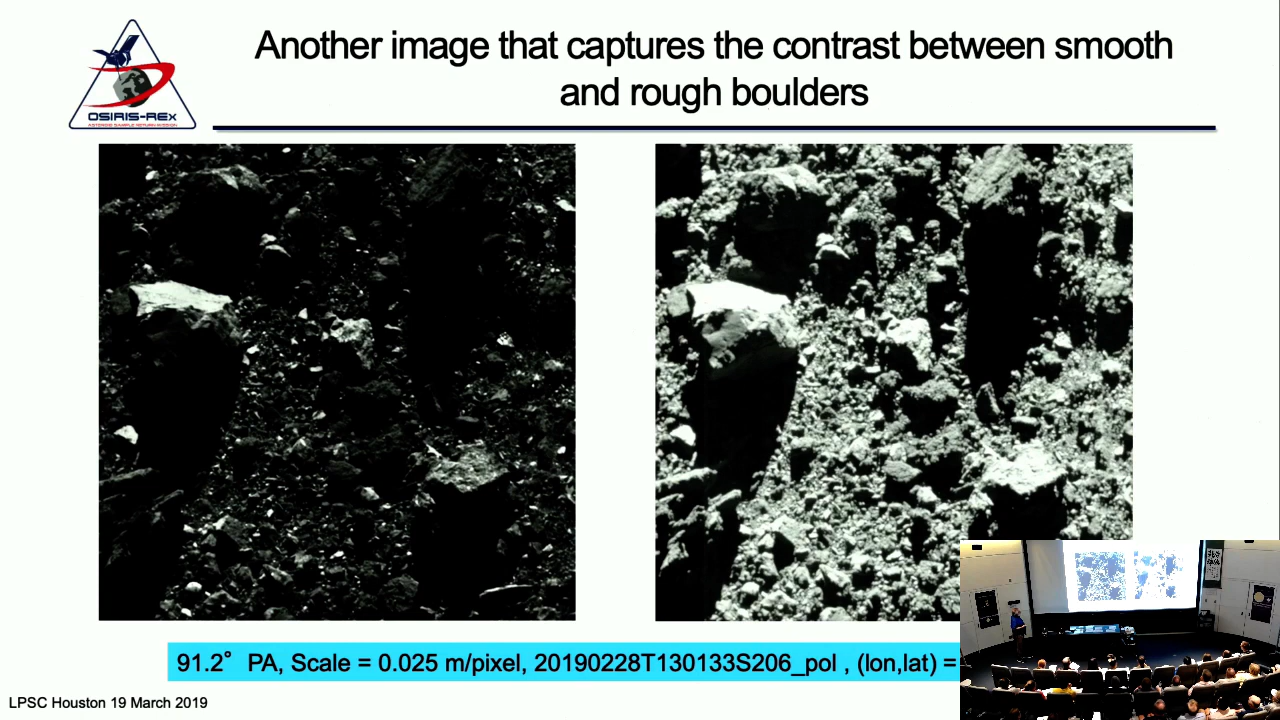 Another image that captures the contrast between smooth
and rough boulders
OSIRIS-REx
ASTEROID SAMPLE RETURN MISSION
91.2° PA, Scale = 0.025 m/pixel, 20190228T130133S206_pol , (lon,lat) =
LPSC Houston 19 March 2019